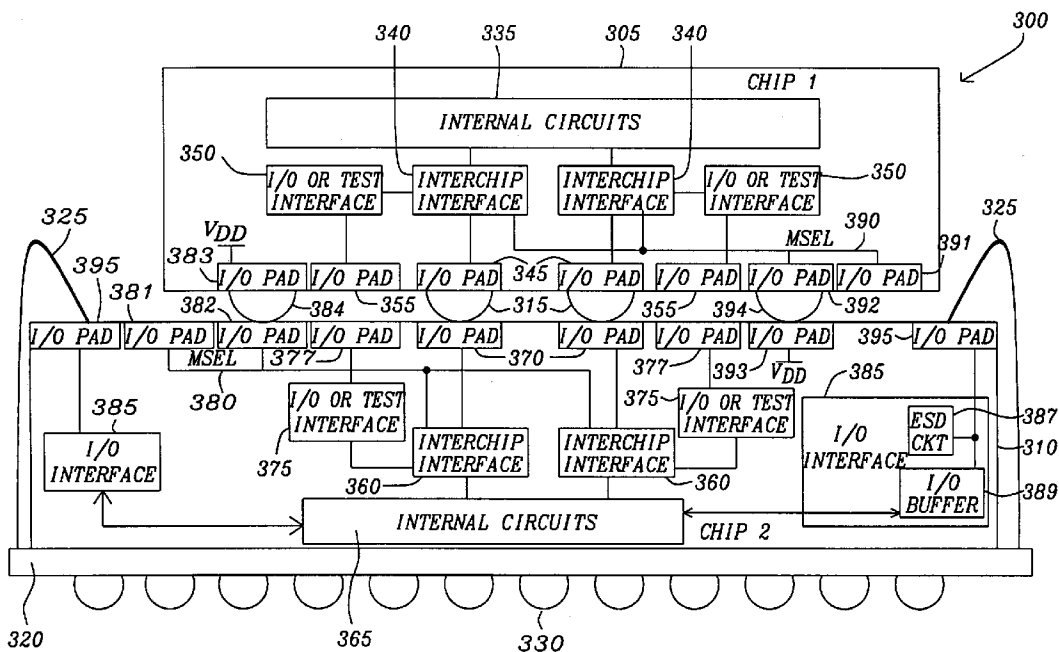 340 335 305 340 300
CHIP 1
INTERNAL CIRCUITS
350 I/O OR TEST INTERFACE INTERCHIP INTERFACE INTERCHIP INTERFACE I/O OR TEST INTERFACE 350
325 VDD MSEL 390 391 325
395 381 383 I/O PAD I/O PAD I/O PAD 345 I/O PAD I/O PAD I/O PAD I/O PAD
382 384 355 315 355 394 392
I/O PAD I/O PAD I/O PAD I/O PAD I/O PAD I/O PAD I/O PAD I/O PAD 395 I/O PAD
MSEL 377 370 377 393 VDD
380 385 387
385 I/O OR TEST INTERFACE 375 I/O OR TEST INTERFACE ESD CKT
I/O INTERFACE 375 INTERCHIP INTERFACE INTERCHIP INTERFACE I/O INTERFACE 310
360 360 I/O BUFFER 389
INTERNAL CIRCUITS CHIP 2
320 365 330